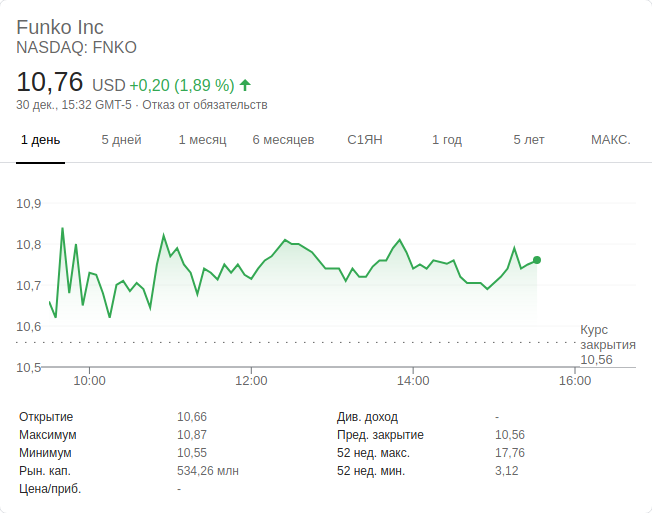 Funko Inc
NASDAQ: FNKO
10,76 USD +0,20 (1,89 %)
30 дек., 15:32 GMT-5 · Отказ от обязательств
1 день 5 дней 1 месяц 6 месяцев С1ЯН 1 год 5 лет МАКС.
10,9
10,8
10,7
10,6
Курс
закрытия
10,56
10,5
10:00 12:00 14:00 16:00
Открытие 10,66 Див. доход -
Максимум 10,87 Пред. закрытие 10,56
Минимум 10,55 52 нед. макс. 17,76
Рын. кап. 534,26 млн 52 нед. мин. 3,12
Цена/приб. -